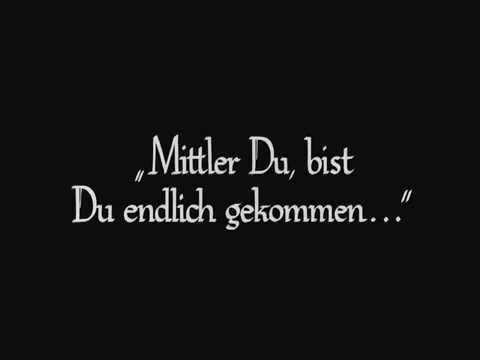 „Mittler Du, bist
Du endlich gekommen...“